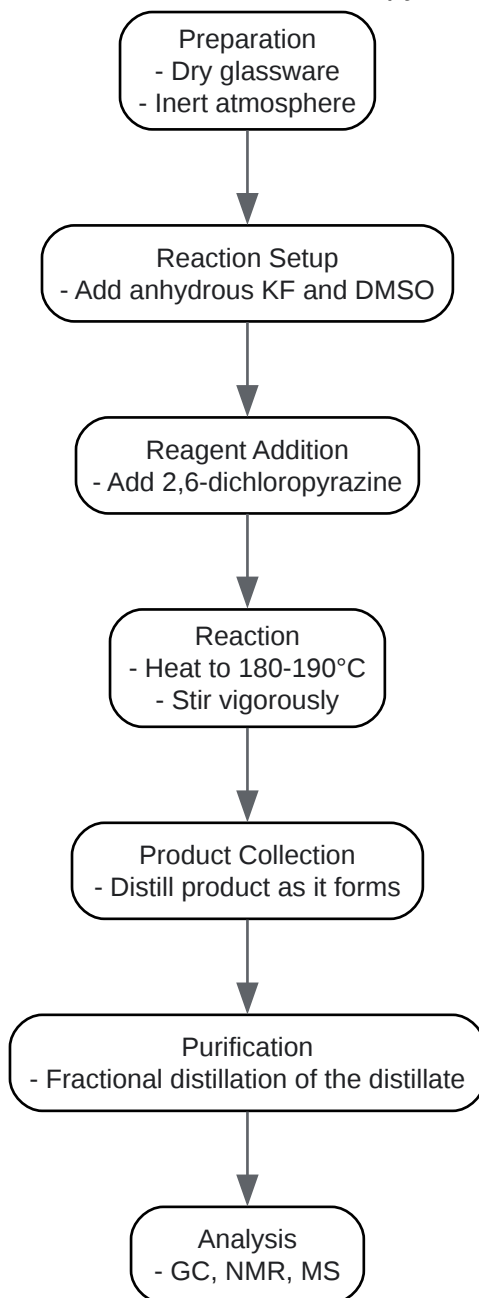 Preparation
- Dry glassware
- Inert atmosphere
Reaction Setup
- Add anhydrous KF and DMSO
Reagent Addition
- Add 2,6-dichloropyrazine
Reaction
- Heat to 180-190°C
- Stir vigorously
Product Collection
- Distill product as it forms
Purification
- Fractional distillation of the distillate
Analysis
- GC, NMR, MS